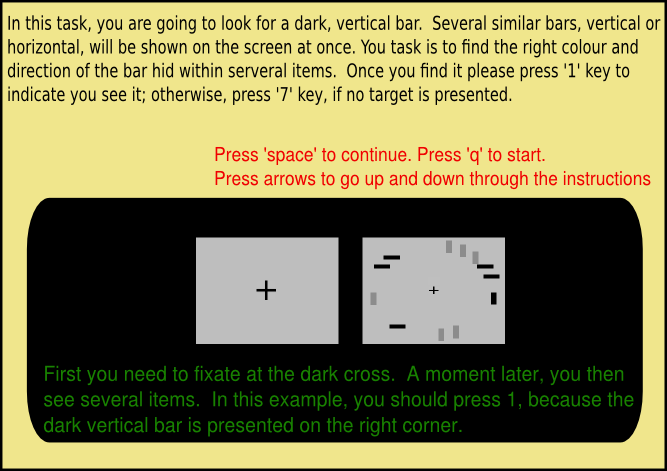 In this task, you are going to look for a dark, vertical bar.  Several similar bars, vertical or
horizontal, will be shown on the screen at once. You task is to find the right colour and
direction of the bar hid within serveral items.  Once you find it please press '1' key to
indicate you see it; otherwise, press '7' key, if no target is presented.
Press 'space' to continue. Press 'q' to start.
Press arrows to go up and down through the instructions
First you need to fixate at the dark cross.  A moment later, you then
see several items.  In this example, you should press 1, because the
dark vertical bar is presented on the right corner.